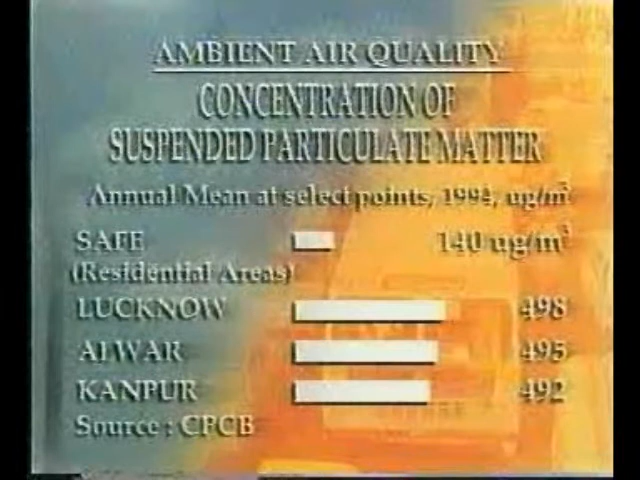 AMBIENT AIR QUALITY
CONCENTRATION OF
SUSPENDED PARTICULATE MATTER
Annual Mean at select points, 1994, ug/m³
SAFE 140 ug/m³
(Residential Areas)
LUCKNOW 498
ALWAR 495
KANPUR 492
Source : CPCB